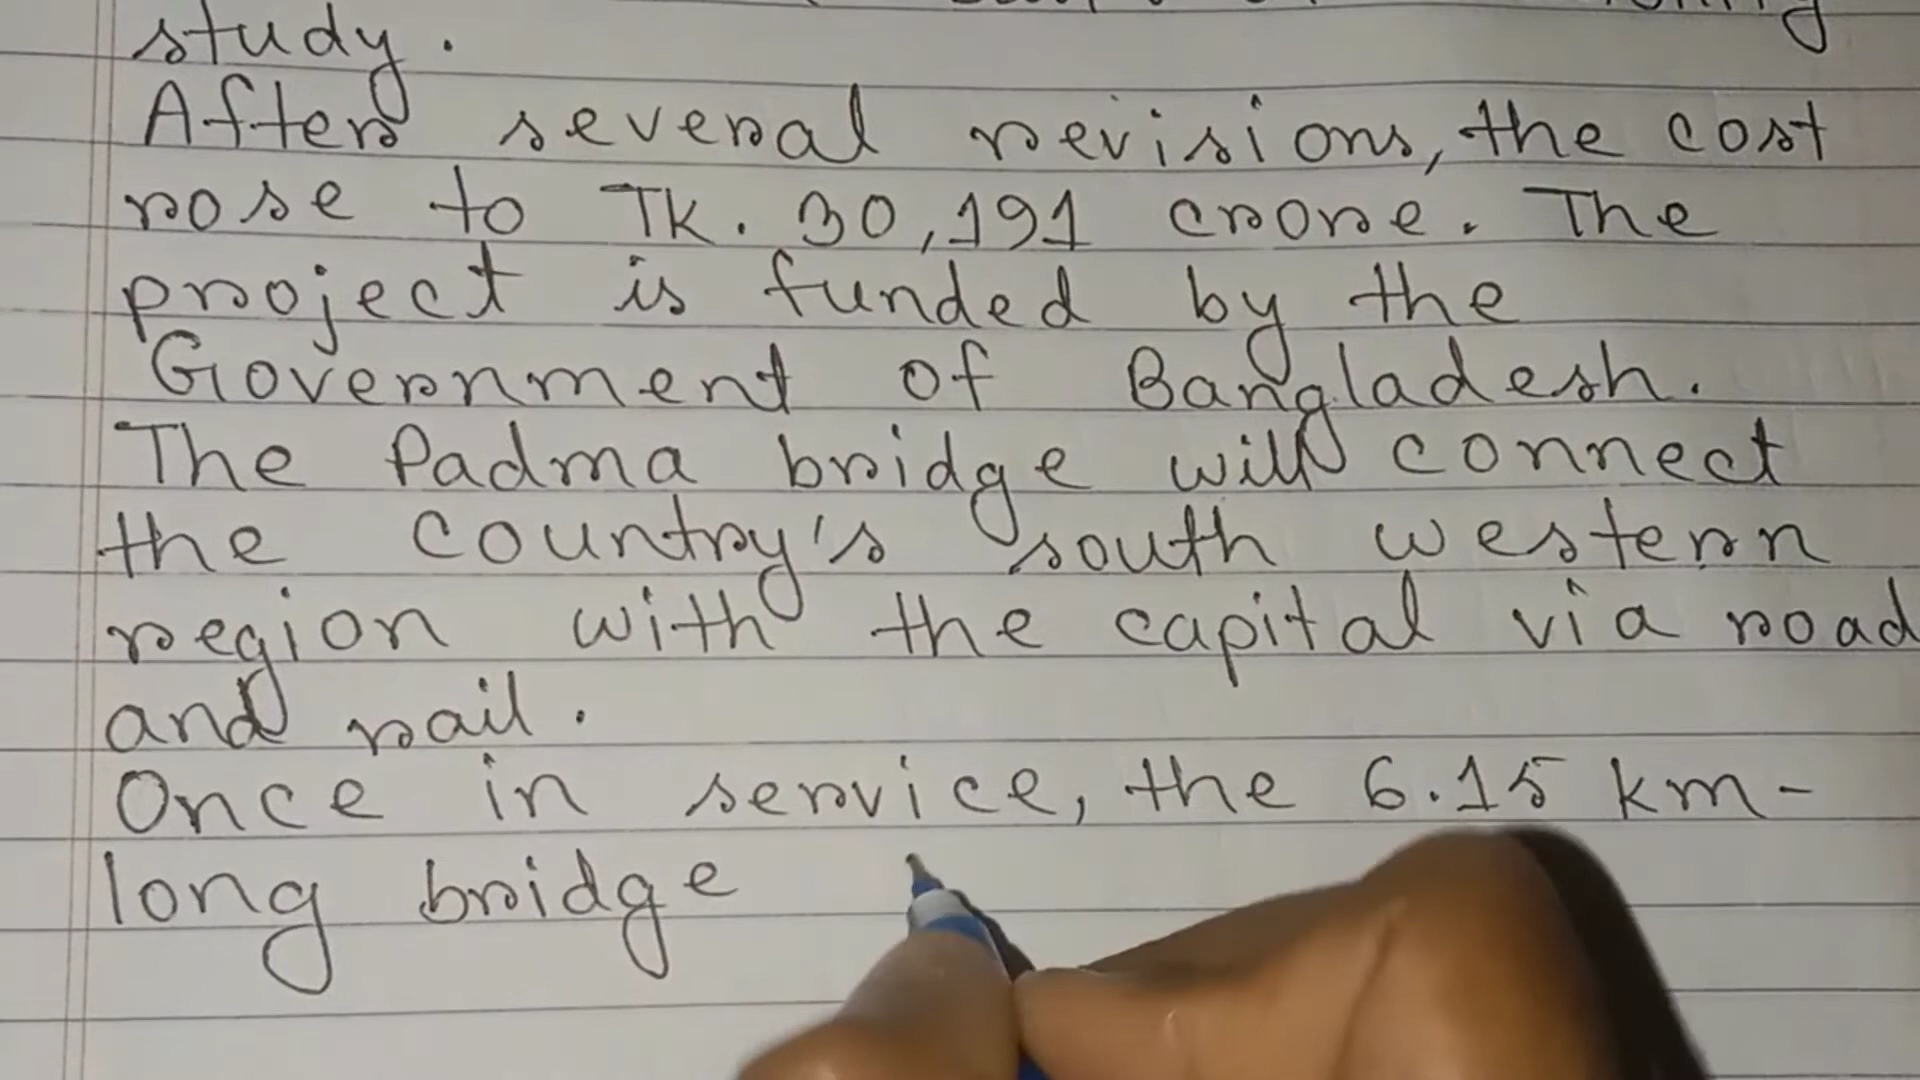 study.
After several revisions, the cost
rose to Tk. 30,191 crore. The
project is funded by the
Government of Bangladesh.
The Padma bridge will connect
the country's south western
region with the capital via road
and rail.
Once in service, the 6.15 km-
long bridge